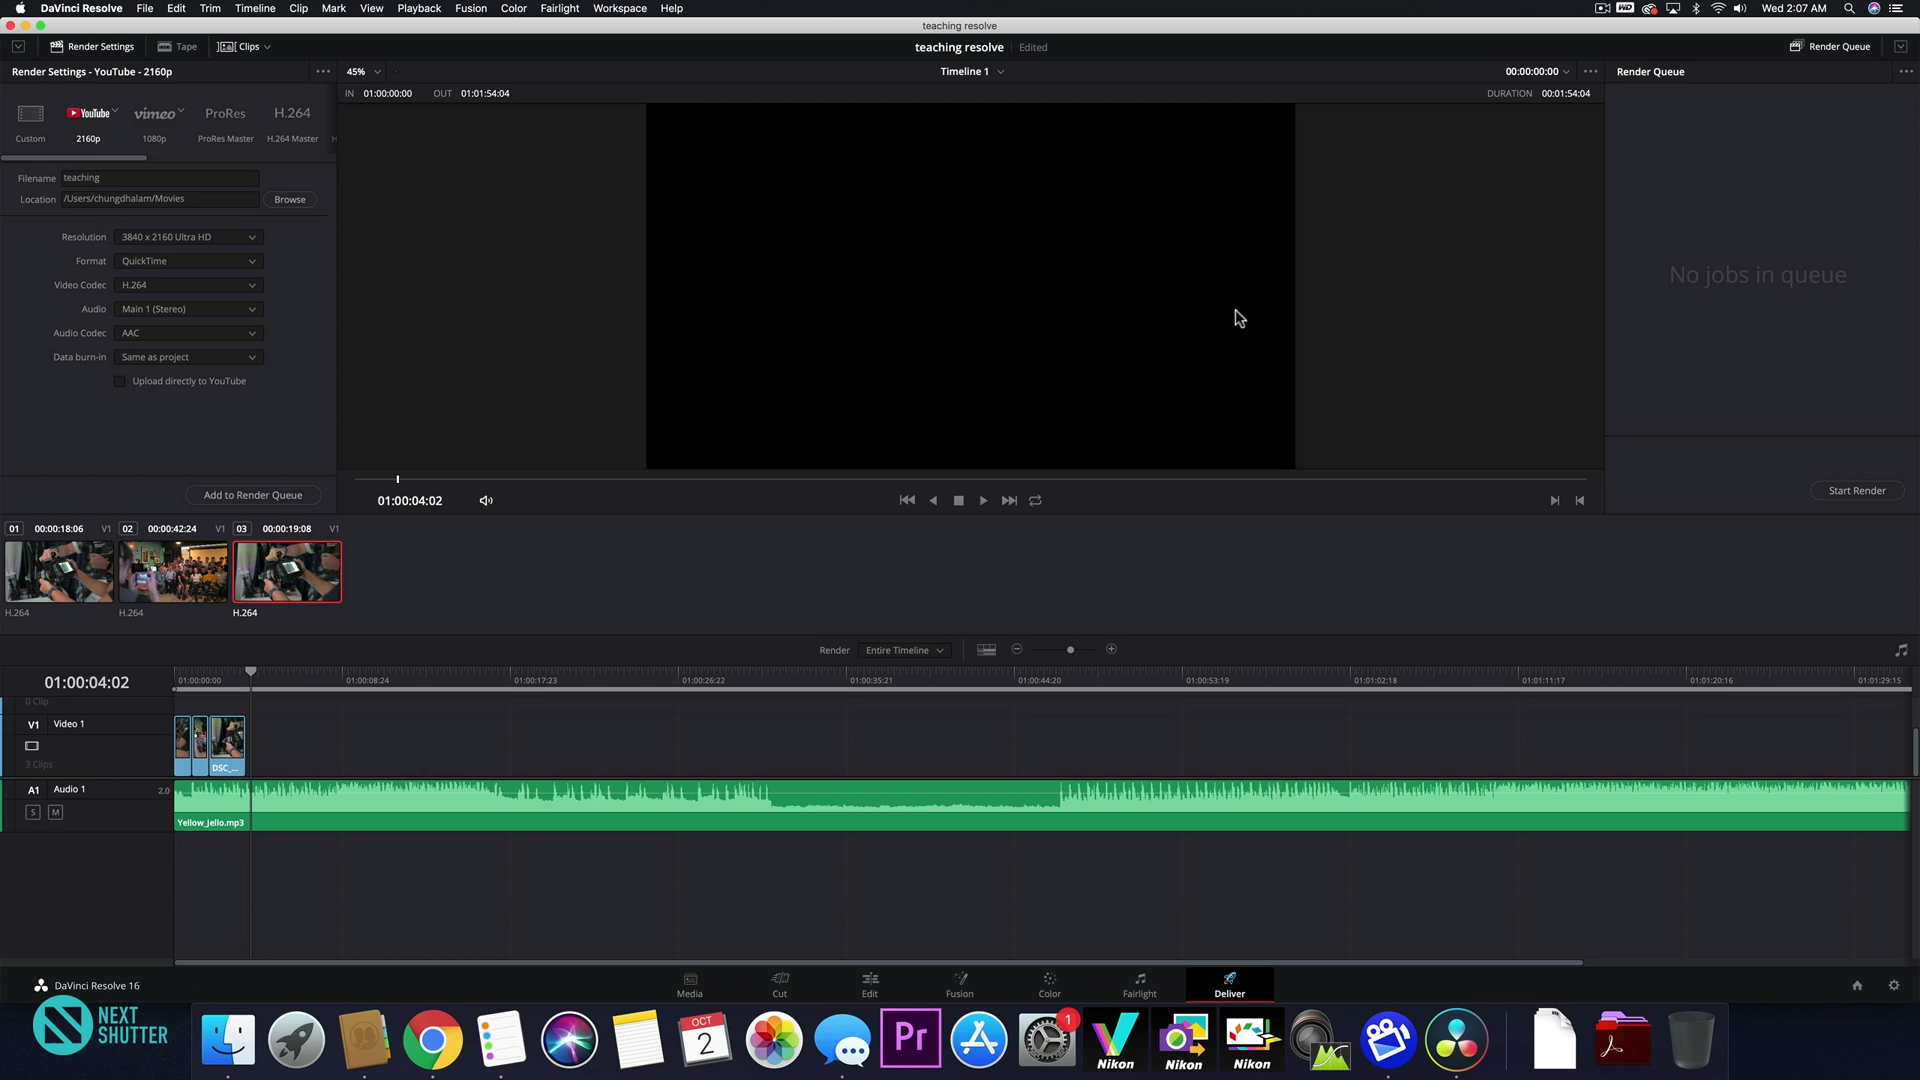 DaVinci Resolve File Edit Trim Timeline Clip Mark View Playback Fusion Color Fairlight Workspace Help
Wed 2:07 AM
teaching resolve
Render Settings Tape Clips
teaching resolve Edited
Render Queue
Render Settings - YouTube - 2160p
45%
Timeline 1
00:00:00:00
Render Queue
IN 01:00:00:00 OUT 01:01:54:04
DURATION 00:01:54:04
YouTube vimeo ProRes H.264
Custom 2160p 1080p ProRes Master H.264 Master H
Filename teaching
Location /Users/chungdhalam/Movies Browse
Resolution 3840 x 2160 Ultra HD
Format QuickTime
Video Codec H.264
Audio Main 1 (Stereo)
Audio Codec AAC
Data burn-in Same as project
Upload directly to YouTube
No jobs in queue
Add to Render Queue
01:00:04:02
Start Render
01 00:00:18:06 V1 02 00:00:42:24 V1 03 00:00:19:08 V1
H.264 H.264 H.264
Render Entire Timeline
01:00:04:02
01:00:00:00 01:00:08:24 01:00:17:23 01:00:26:22 01:00:35:21 01:00:44:20 01:00:53:19 01:01:02:18 01:01:11:17 01:01:20:16 01:01:29:15
0 Clip
V1 Video 1
3 Clips
DSC_...
A1 Audio 1 2.0
S M
Yellow_Jello.mp3
DaVinci Resolve 16
Media Cut Edit Fusion Color Fairlight Deliver
NEXT
SHUTTER
OCT
2
Pr
1
Nikon Nikon Nikon